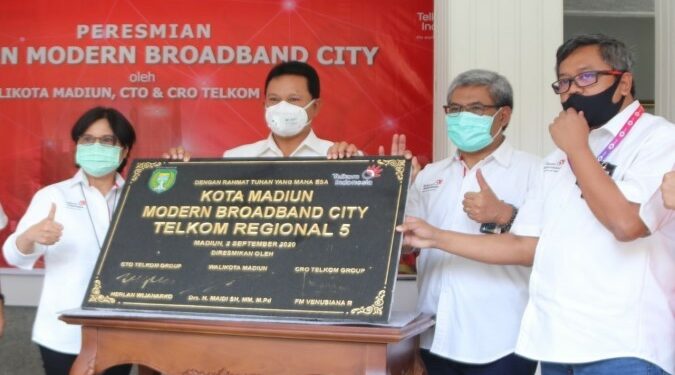 PERESMIAN
AN MODERN BROADBAND CITY
oleh
ALIKOTA MADIUN, CTO & CRO TELKOM
Telkom
Indonesia
DENGAN RAHMAT TUHAN YANG MAHA ESA
KOTA MADIUN
MODERN BROADBAND CITY
TELKOM REGIONAL 5
MADIUN, 2 SEPTEMBER 2020
DIRESMIKAN OLEH
CTO TELKOM GROUP WALIKOTA MADIUN CRO TELKOM GROUP
HERLAN WIJANARKO Drs. H. MAIDI SH, MM, M.Pd FM VENUSIANA R